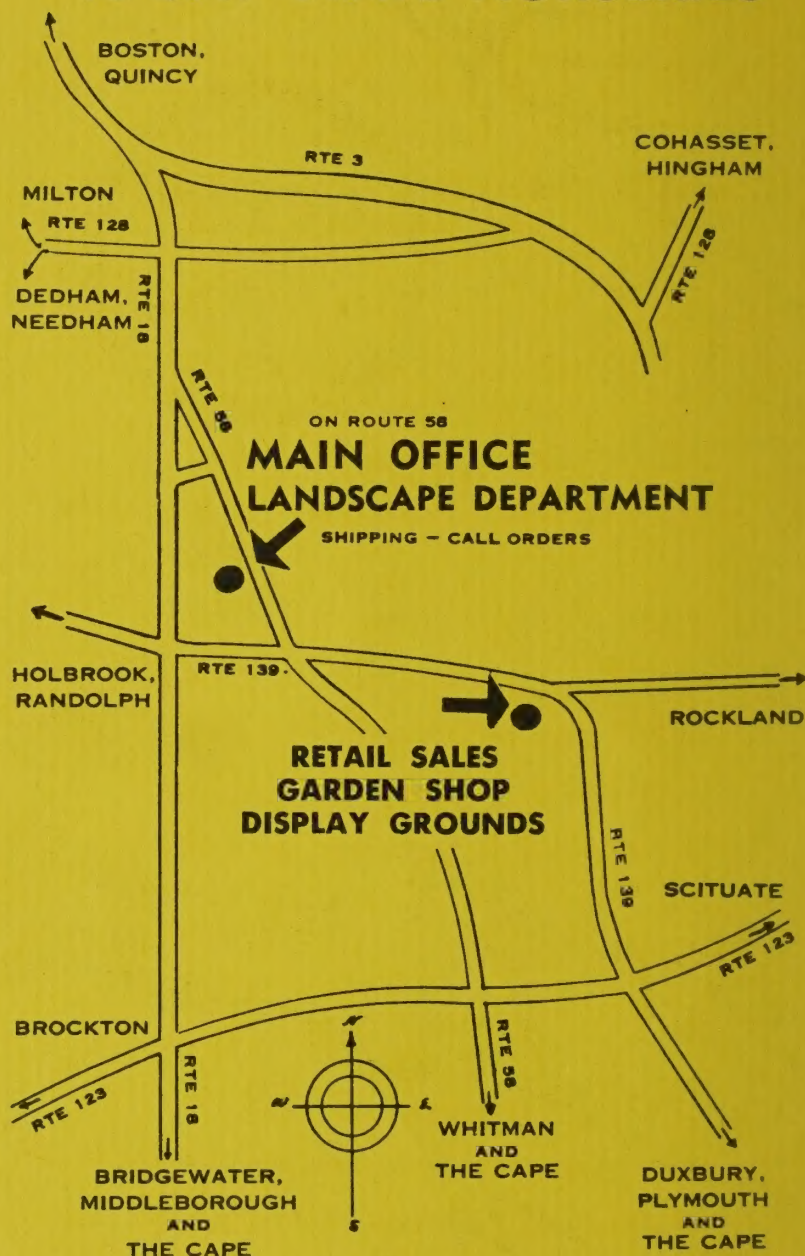 BOSTON,
QUINCY
RTE 3
COHASSET,
HINGHAM
MILTON
RTE 128
RTE 128
DEDHAM,
NEEDHAM
RTE 18
RTE 58
ON ROUTE 58
MAIN OFFICE
LANDSCAPE DEPARTMENT
SHIPPING – CALL ORDERS
HOLBROOK,
RANDOLPH
RTE 139.
ROCKLAND
RETAIL SALES
GARDEN SHOP
DISPLAY GROUNDS
RTE 139
SCITUATE
RTE 123
BROCKTON
RTE 123
RTE 18
N
W
E
S
RTE 58
WHITMAN
AND
THE CAPE
BRIDGEWATER,
MIDDLEBOROUGH
AND
THE CAPE
DUXBURY,
PLYMOUTH
AND
THE CAPE